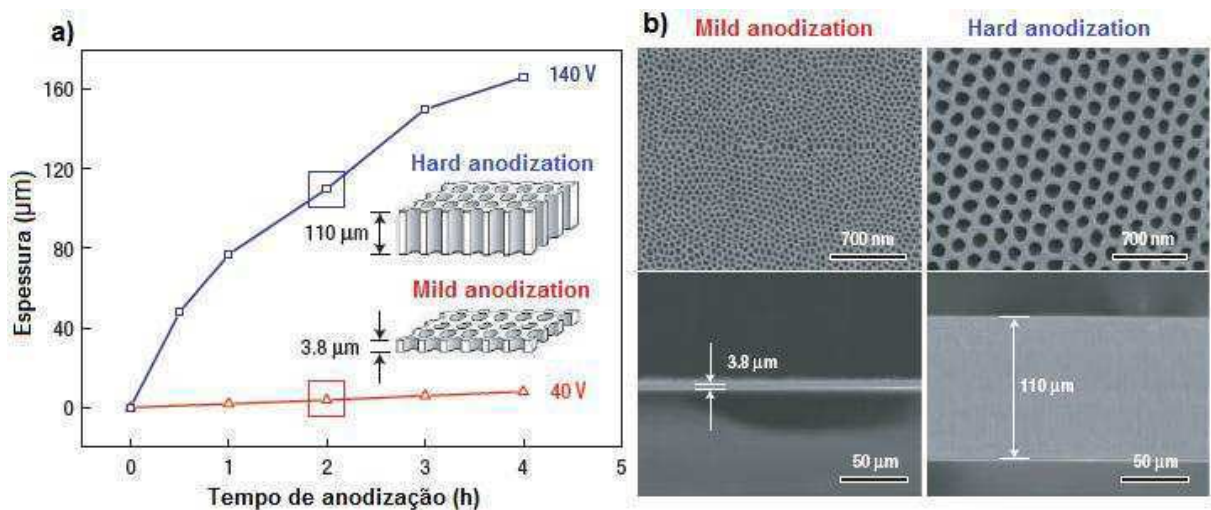 a)
Espessura (µm)
160
120
80
40
0
140 V
Hard anodization
110 µm
Mild anodization
3.8 µm
40 V
0 1 2 3 4 5
Tempo de anodização (h)
b)
Mild anodization
Hard anodization
700 nm
700 nm
3.8 µm
50 µm
110 µm
50 µm